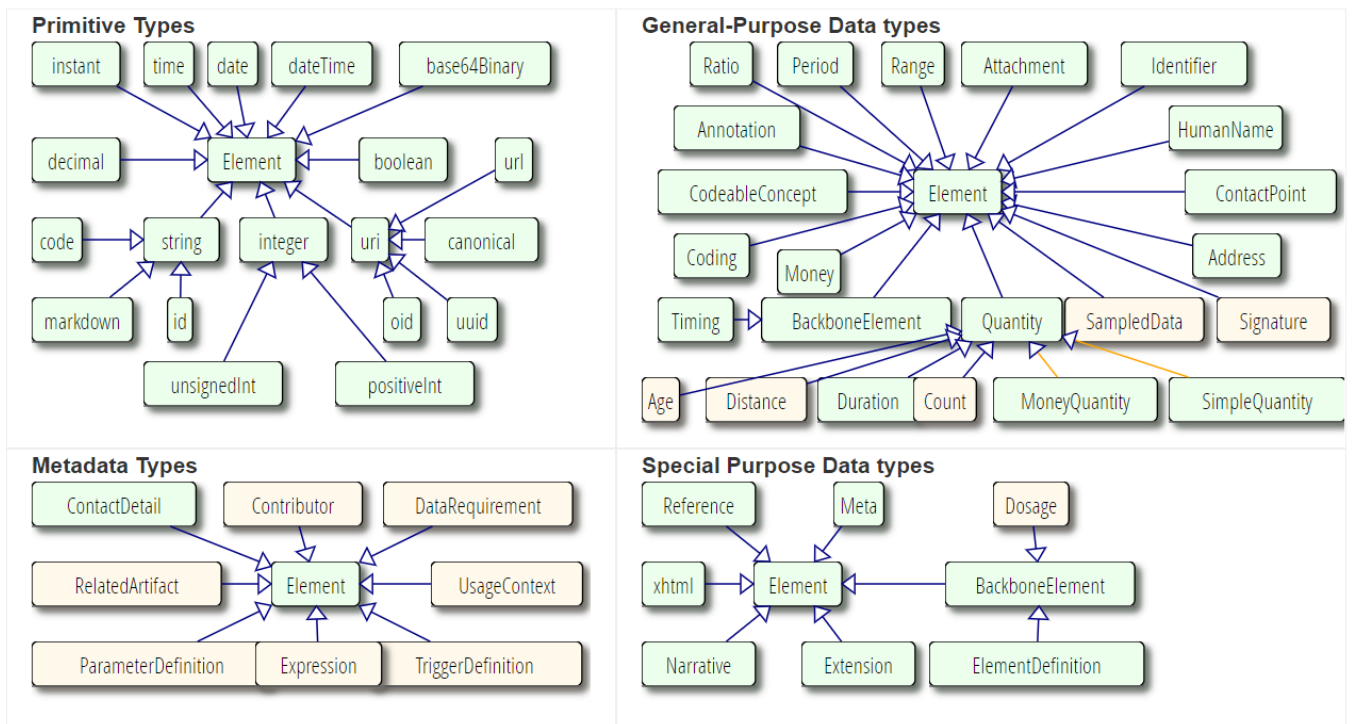 Primitive Types
instant
time
date
dateTime
base64Binary
decimal
Element
boolean
url
code
string
integer
uri
canonical
markdown
id
oid
uuid
unsignedInt
positiveInt
General-Purpose Data types
Ratio
Period
Range
Attachment
Identifier
Annotation
HumanName
CodeableConcept
Element
ContactPoint
Coding
Money
Address
Timing
BackboneElement
Quantity
SampledData
Signature
Age
Distance
Duration
Count
MoneyQuantity
SimpleQuantity
Metadata Types
ContactDetail
Contributor
DataRequirement
RelatedArtifact
Element
UsageContext
ParameterDefinition
Expression
TriggerDefinition
Special Purpose Data types
Reference
Meta
Dosage
xhtml
Element
BackboneElement
Narrative
Extension
ElementDefinition